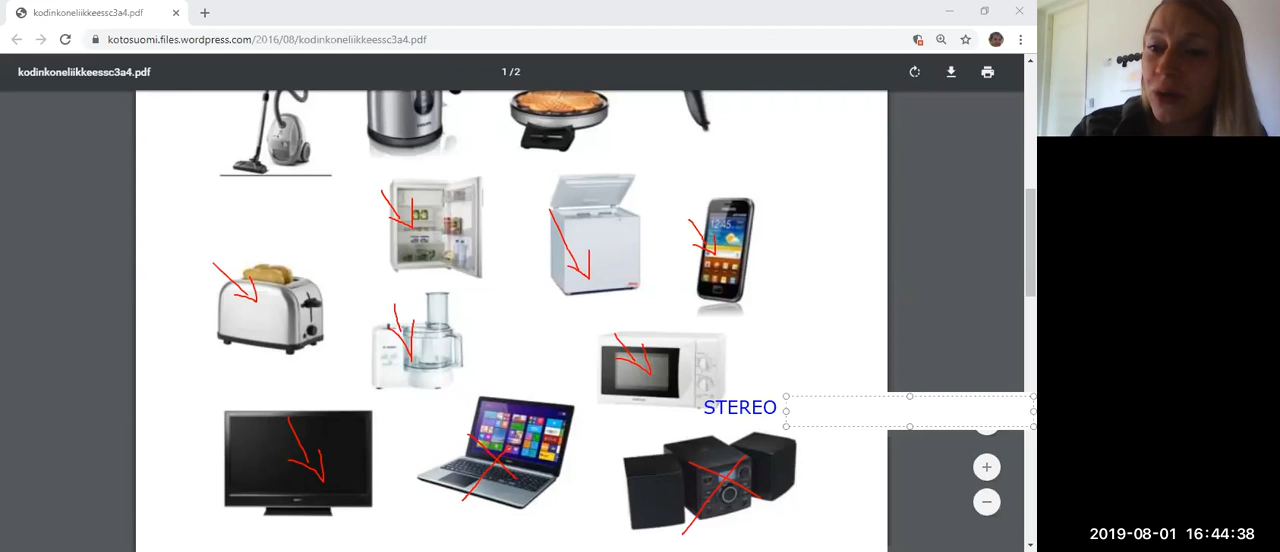 kodinkoneliikkeessc3a4.pdf
kotosuomi.files.wordpress.com/2016/08/kodinkoneliikkeessc3a4.pdf
kodinkoneliikkeessc3a4.pdf
1/2
STEREO
2019-08-01 16:44:38